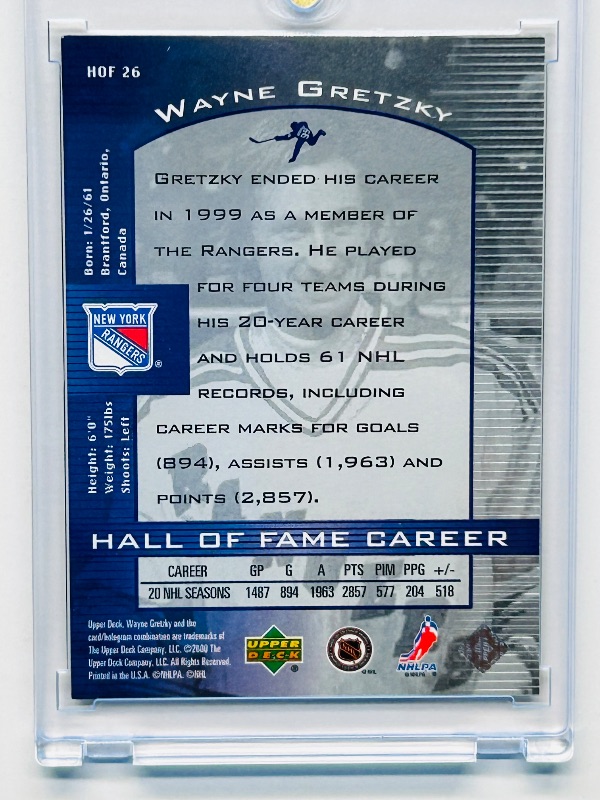 HOF 26
WAYNE GRETZKY
GRETZKY ENDED HIS CAREER
IN 1999 AS A MEMBER OF
THE RANGERS. HE PLAYED
FOR FOUR TEAMS DURING
HIS 20-YEAR CAREER
AND HOLDS 61 NHL
RECORDS, INCLUDING
CAREER MARKS FOR GOALS
(894), ASSISTS (1,963) AND
POINTS (2,857).
Born: 1/26/61
Brantford, Ontario,
Canada
NEW YORK
RANGERS ®
Height: 6'0"
Weight: 175lbs
Shoots: Left
HALL OF FAME CAREER
CAREER GP G A PTS PIM PPG +/-
20 NHL SEASONS 1487 894 1963 2857 577 204 518
Upper Deck, Wayne Gretzky and the
card/hologram combination are trademarks of
The Upper Deck Company, LLC. ©2000 The
Upper Deck Company, LLC. All Rights Reserved.
Printed in the U.S.A. ©NHLPA. ©NHL
UPPER
DECK ®
NHL
© NHL
NHLPA
© NHLPA ®